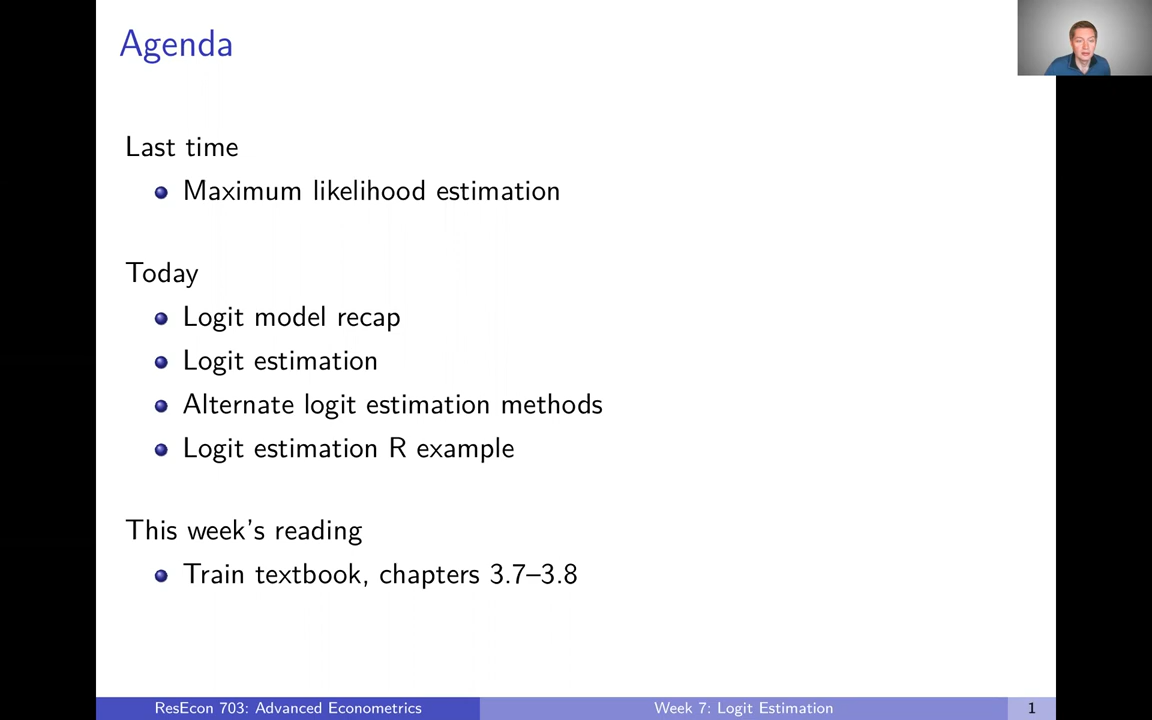 Agenda
Last time
Maximum likelihood estimation
Today
Logit model recap
Logit estimation
Alternate logit estimation methods
Logit estimation R example
This week's reading
Train textbook, chapters 3.7–3.8
ResEcon 703: Advanced Econometrics
Week 7: Logit Estimation
1